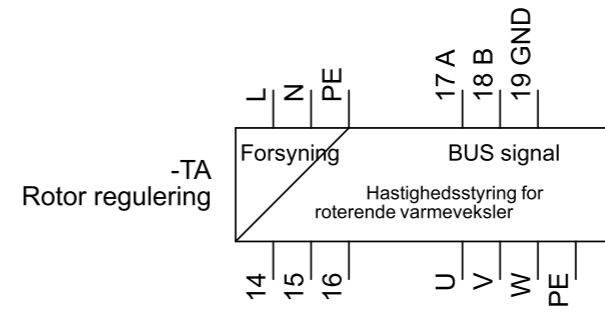 L
N
PE
17 A
18 B
19 GND
Forsyning
BUS signal
-TA
Rotor regulering
Hastighedsstyring for
roterende varmeveksler
14
15
16
U
V
W
PE